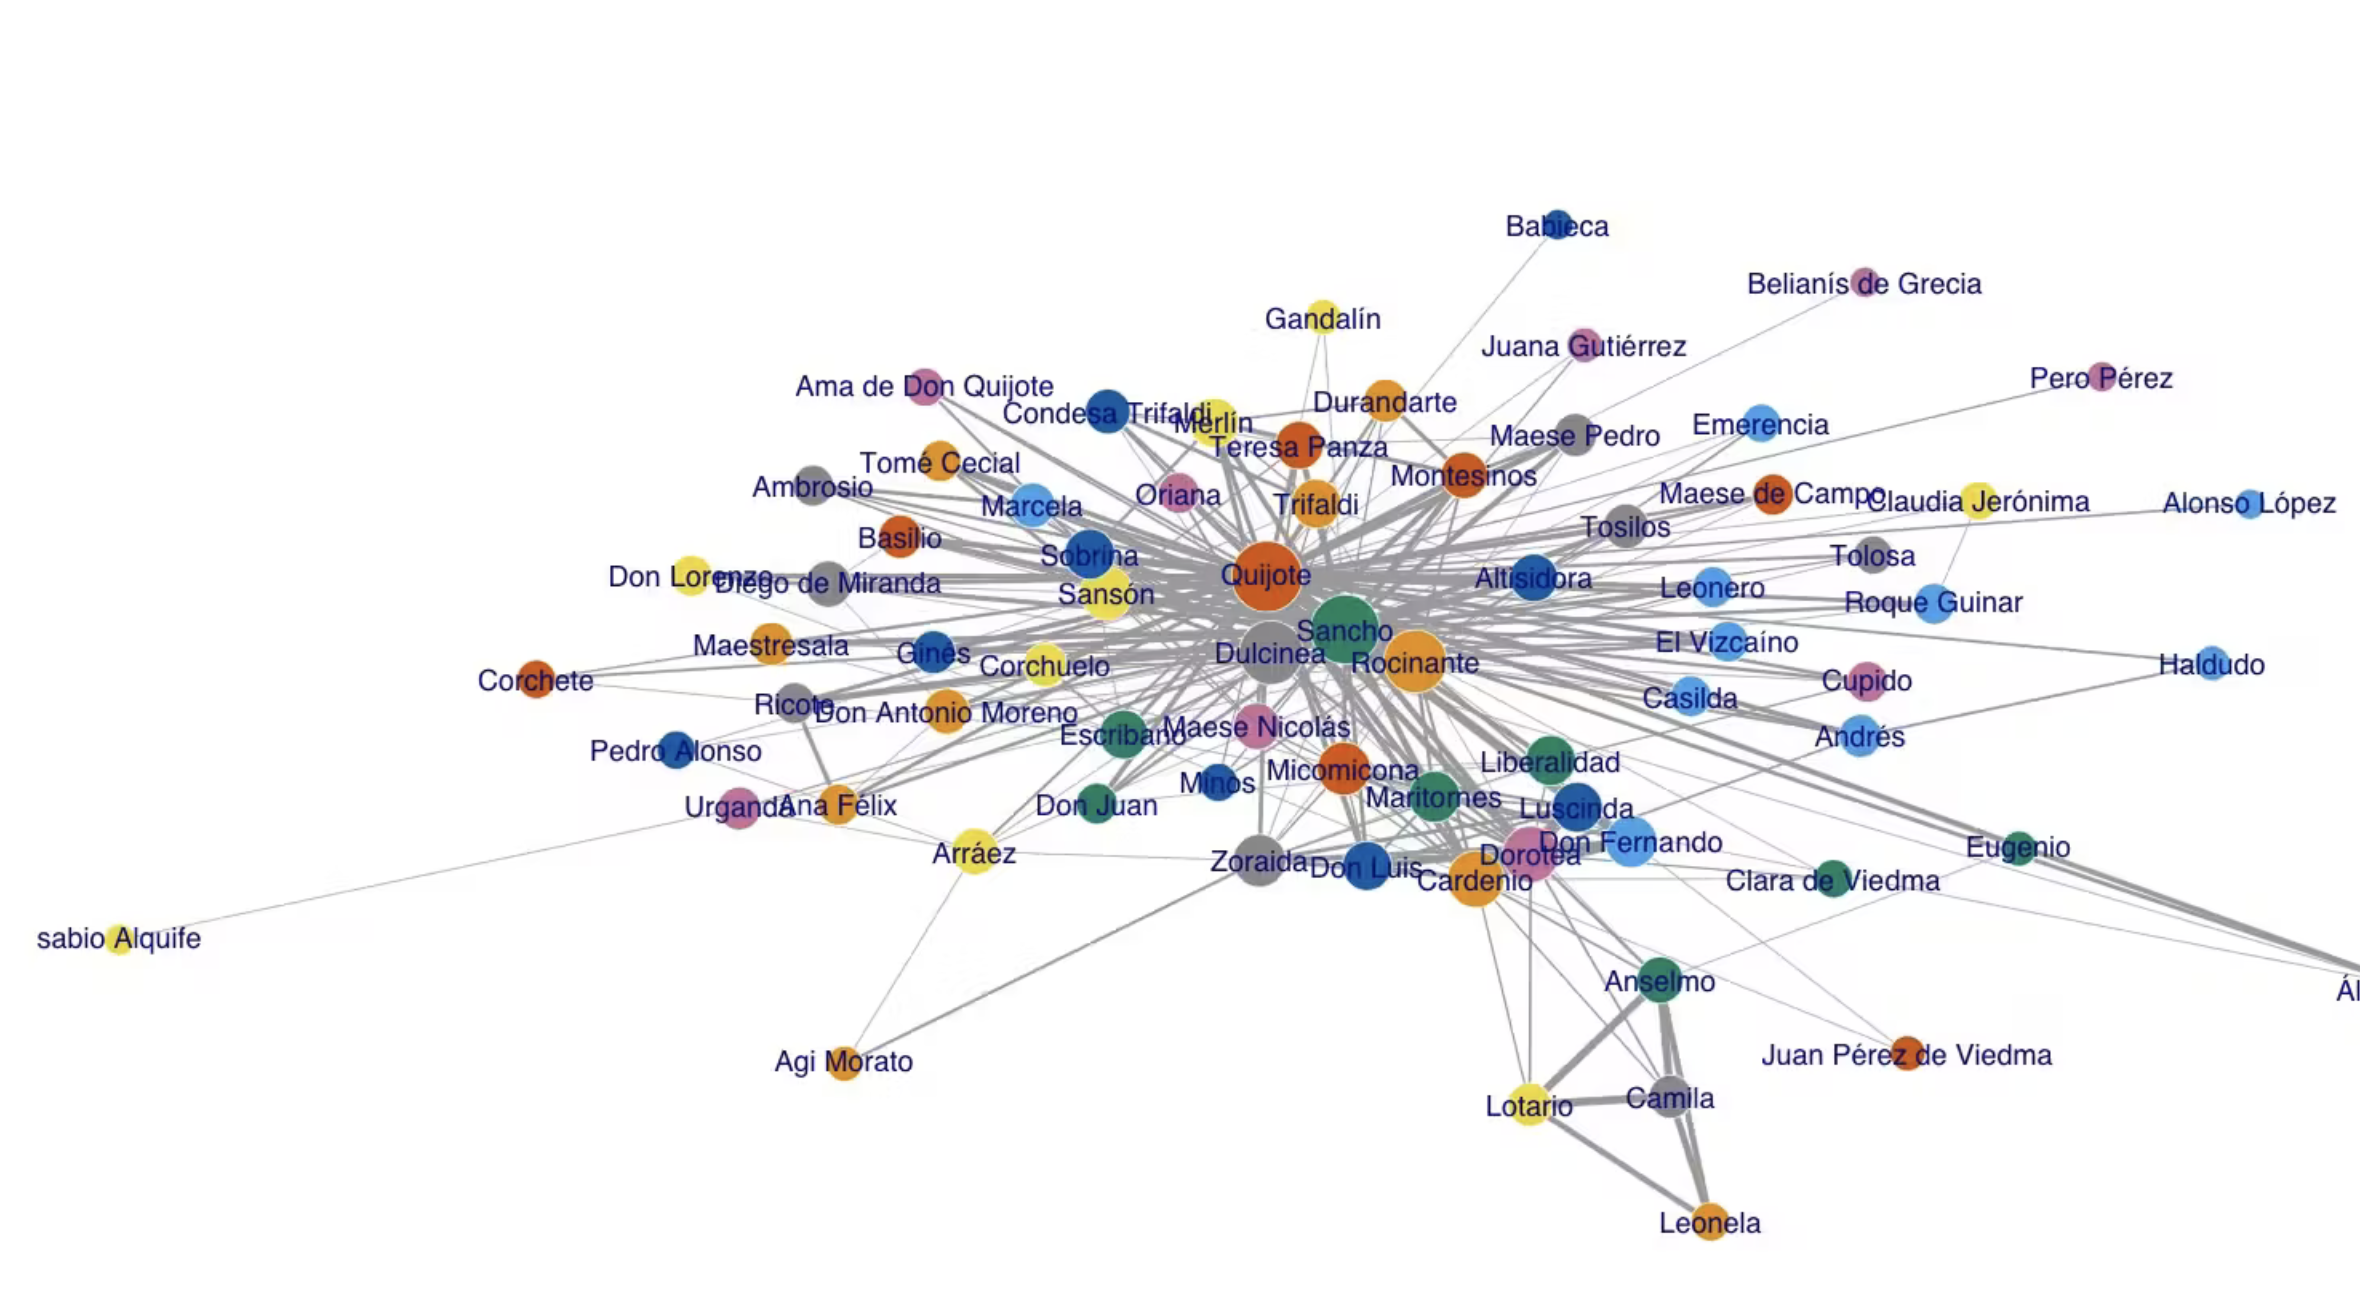 Babieca
Belianís de Grecia
Gandalín
Juana Gutiérrez
Pero Pérez
Ama de Don Quijote
Durandarte
Condesa Trifaldi
Merlín
Emerencia
Maese Pedro
Teresa Panza
Tomé Cecial
Montesinos
Ambrosio
Oriana
Maese de Campo
Claudia Jerónima
Alonso López
Trifaldi
Marcela
Tosilos
Basilio
Sobrina
Tolosa
Quijote
Don Lorenzo
Altisidora
Diego de Miranda
Leonero
Sansón
Roque Guinar
Sancho
El Vizcaíno
Maestresala
Ginés
Dulcinea
Rocinante
Haldudo
Corchuelo
Corchete
Cupido
Casilda
Ricote
Don Antonio Moreno
Maese Nicolás
Escribano
Andrés
Pedro Alonso
Liberalidad
Micomicona
Minos
Maritornes
Urganda
Ana Félix
Don Juan
Luscinda
Don Fernando
Eugenio
Arráez
Dorotea
Zoraida
Don Luis
Cardenio
Clara de Viedma
sabio Alquife
Anselmo
Ál
Juan Pérez de Viedma
Agi Morato
Camila
Lotario
Leonela